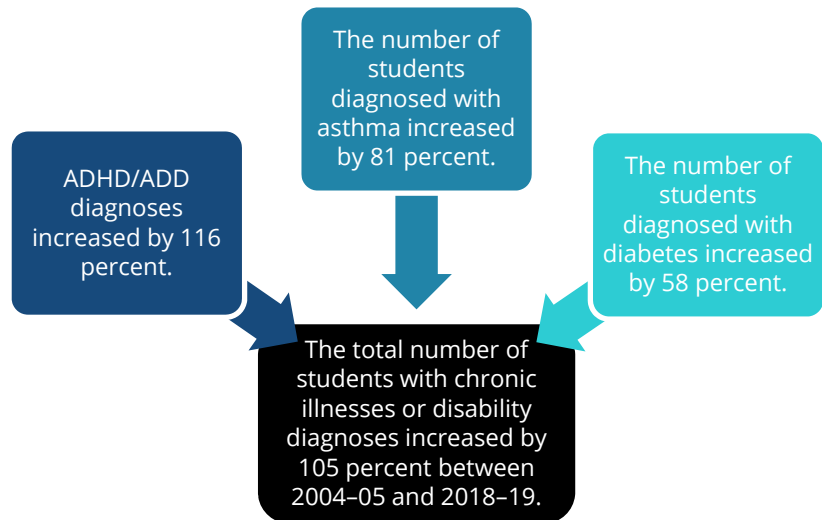 The number of
students
diagnosed with
asthma increased
by 81 percent.
ADHD/ADD
diagnoses
increased by 116
percent.
The number of
students
diagnosed with
diabetes increased
by 58 percent.
The total number of
students with chronic
illnesses or disability
diagnoses increased by
105 percent between
2004–05 and 2018–19.